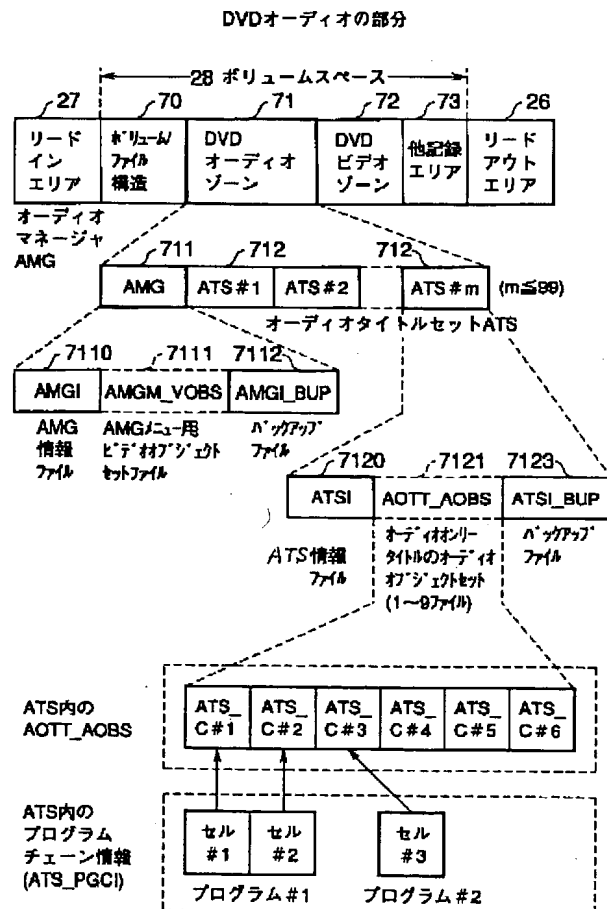 DVDオーディオの部分
28 ボリュームスペース
27
70
71
72
73
26
リード
イン
エリア
ボリューム/
ファイル
構造
DVD
オーディオ
ゾーン
DVD
ビデオ
ゾーン
他記録
エリア
リード
アウト
エリア
オーディオ
マネージャ
AMG
711
712
712
AMG
ATS#1
ATS#2
ATS#m
(m≦99)
オーディオタイトルセットATS
7110
7111
7112
AMGI
AMGM_VOBS
AMGI_BUP
AMG
情報
ファイル
AMGメニュー用
ビデオオブジェクト
セットファイル
バックアップ
ファイル
7120
7121
7123
ATSI
AOTT_AOBS
ATSI_BUP
ATS情報
ファイル
オーディオオンリー
タイトルのオーディオ
オブジェクトセット
(1〜9ファイル)
バックアップ
ファイル
ATS内の
AOTT_AOBS
ATS_
C#1
ATS_
C#2
ATS_
C#3
ATS_
C#4
ATS_
C#5
ATS_
C#6
ATS内の
プログラム
チェーン情報
(ATS_PGCI)
セル
#1
セル
#2
セル
#3
プログラム#1
プログラム#2